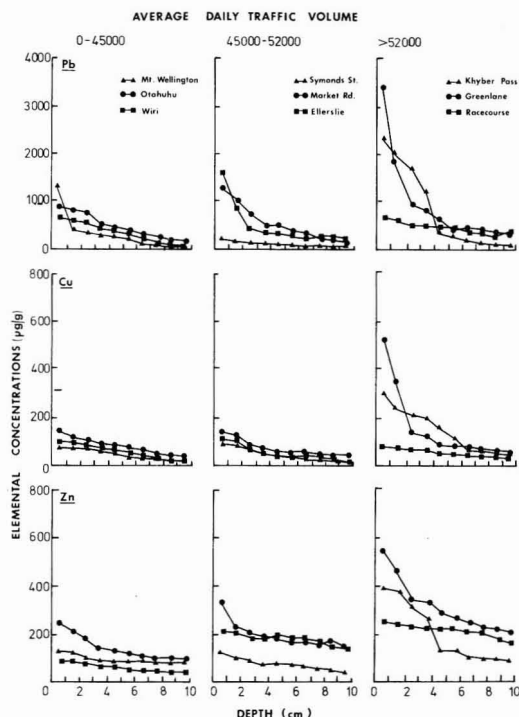 AVERAGE DAILY TRAFFIC VOLUME
0-45000 45000-52000 >52000
Pb
Mt. Wellington
Otahuhu
Wiri
Symonds St.
Market Rd.
Ellerslie
Khyber Pass
Greenlane
Racecourse
4000
3000
2000
1000
0
Cu
800
600
400
200
0
Zn
800
600
400
200
0 2 4 6 8 10 0 2 4 6 8 10 0 2 4 6 8 10
DEPTH (cm)
ELEMENTAL CONCENTRATIONS (µg/g)